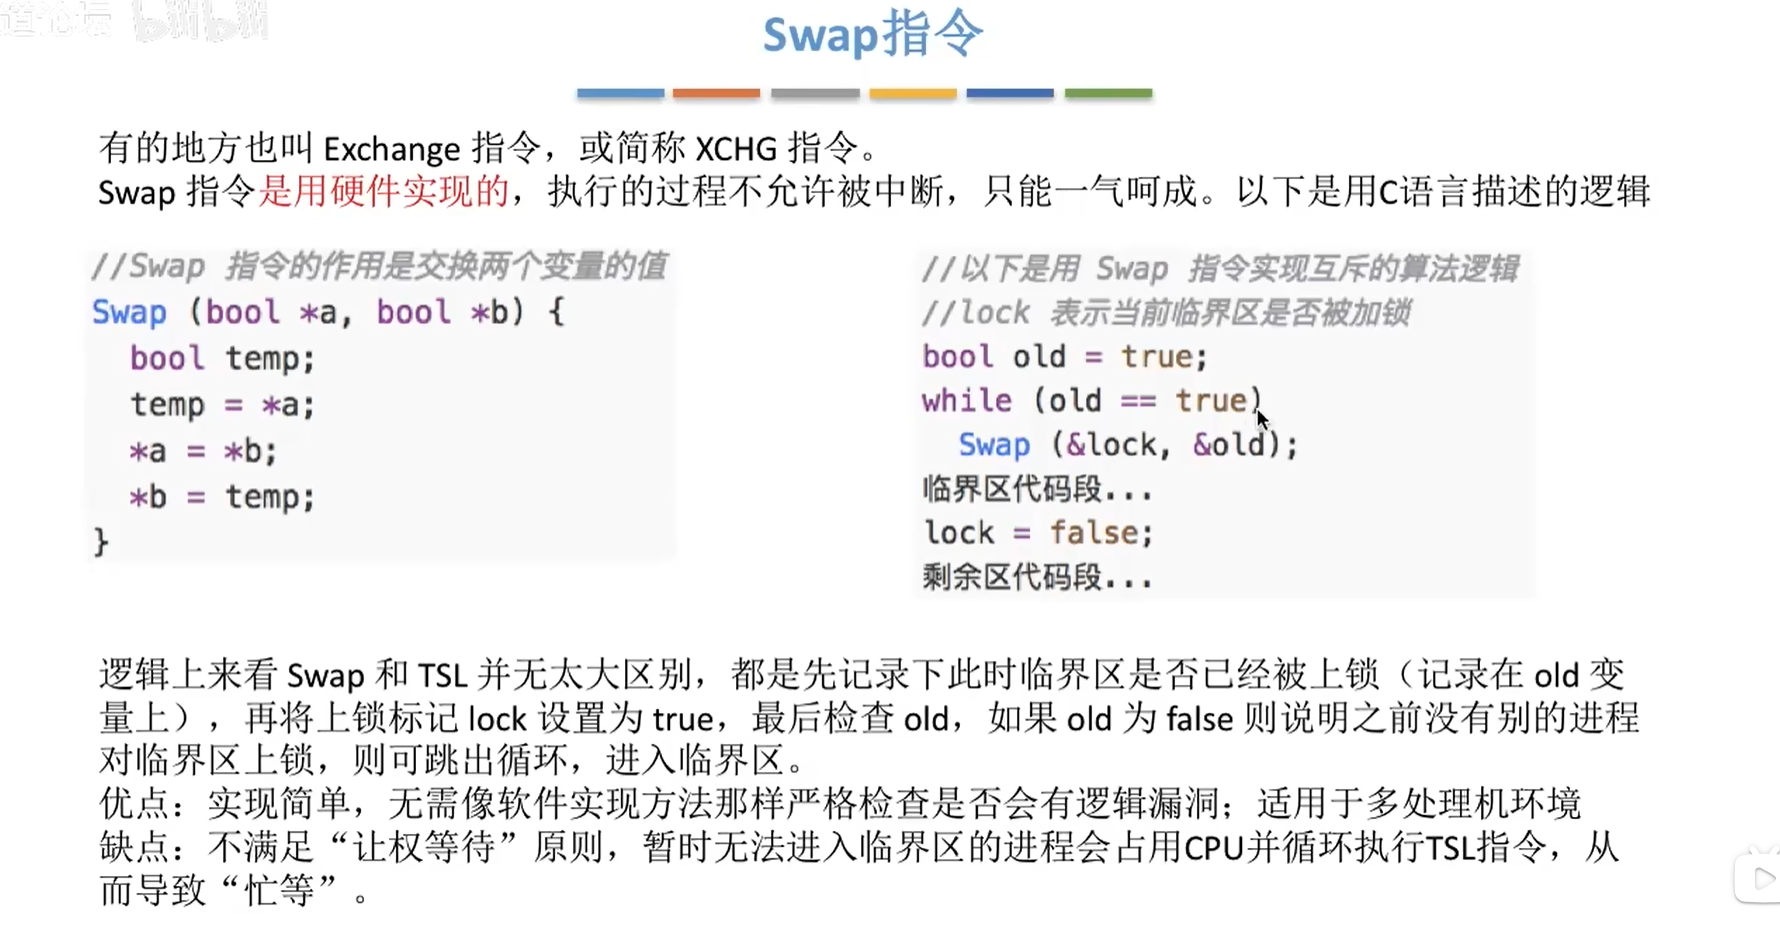 道论坛 bilibili
Swap指令
有的地方也叫 Exchange 指令，或简称 XCHG 指令。
Swap 指令是用硬件实现的，执行的过程不允许被中断，只能一气呵成。以下是用C语言描述的逻辑
//Swap 指令的作用是交换两个变量的值
Swap (bool *a, bool *b) {
  bool temp;
  temp = *a;
  *a = *b;
  *b = temp;
}
//以下是用 Swap 指令实现互斥的算法逻辑
//lock 表示当前临界区是否被加锁
bool old = true;
while (old == true)
  Swap (&lock, &old);
临界区代码段...
lock = false;
剩余区代码段...
逻辑上来看 Swap 和 TSL 并无太大区别，都是先记录下此时临界区是否已经被上锁（记录在 old 变
量上），再将上锁标记 lock 设置为 true，最后检查 old，如果 old 为 false 则说明之前没有别的进程
对临界区上锁，则可跳出循环，进入临界区。
优点：实现简单，无需像软件实现方法那样严格检查是否会有逻辑漏洞；适用于多处理机环境
缺点：不满足“让权等待”原则，暂时无法进入临界区的进程会占用CPU并循环执行TSL指令，从
而导致“忙等”。